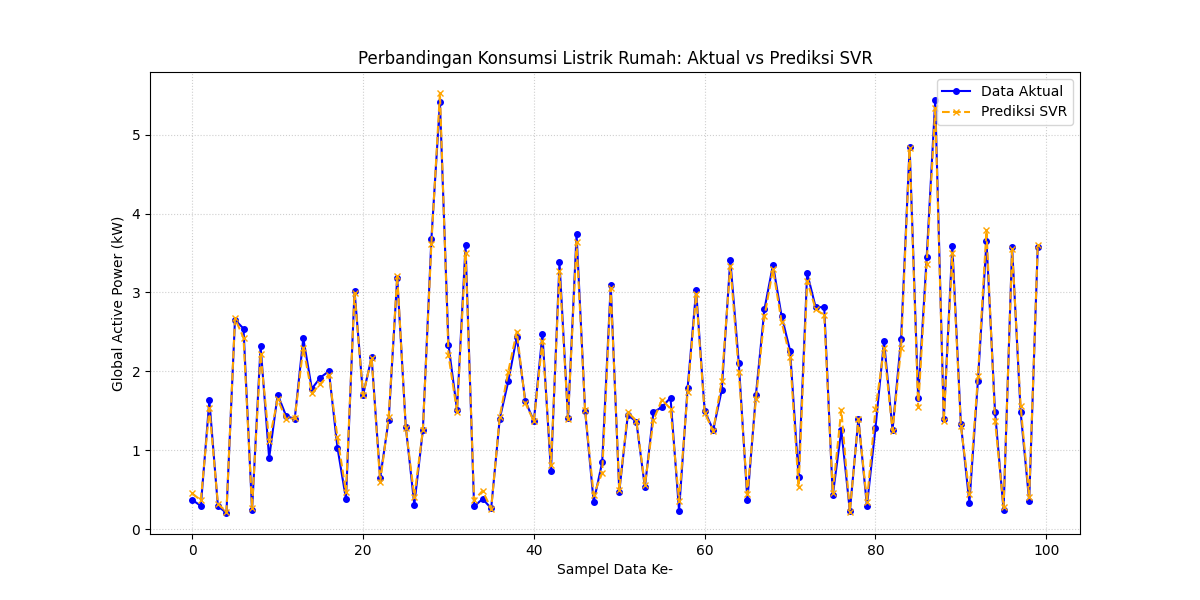 Perbandingan Konsumsi Listrik Rumah: Aktual vs Prediksi SVR
Data Aktual
Prediksi SVR
Global Active Power (kW)
5
4
3
2
1
0
0 20 40 60 80 100
Sampel Data Ke-